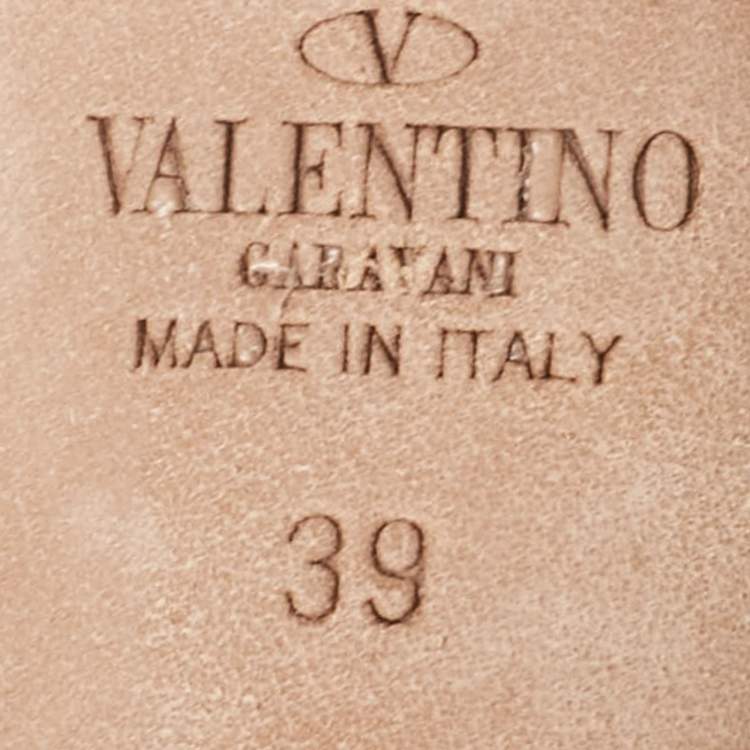 V
VALENTINO
GARAVANI
MADE IN ITALY
39